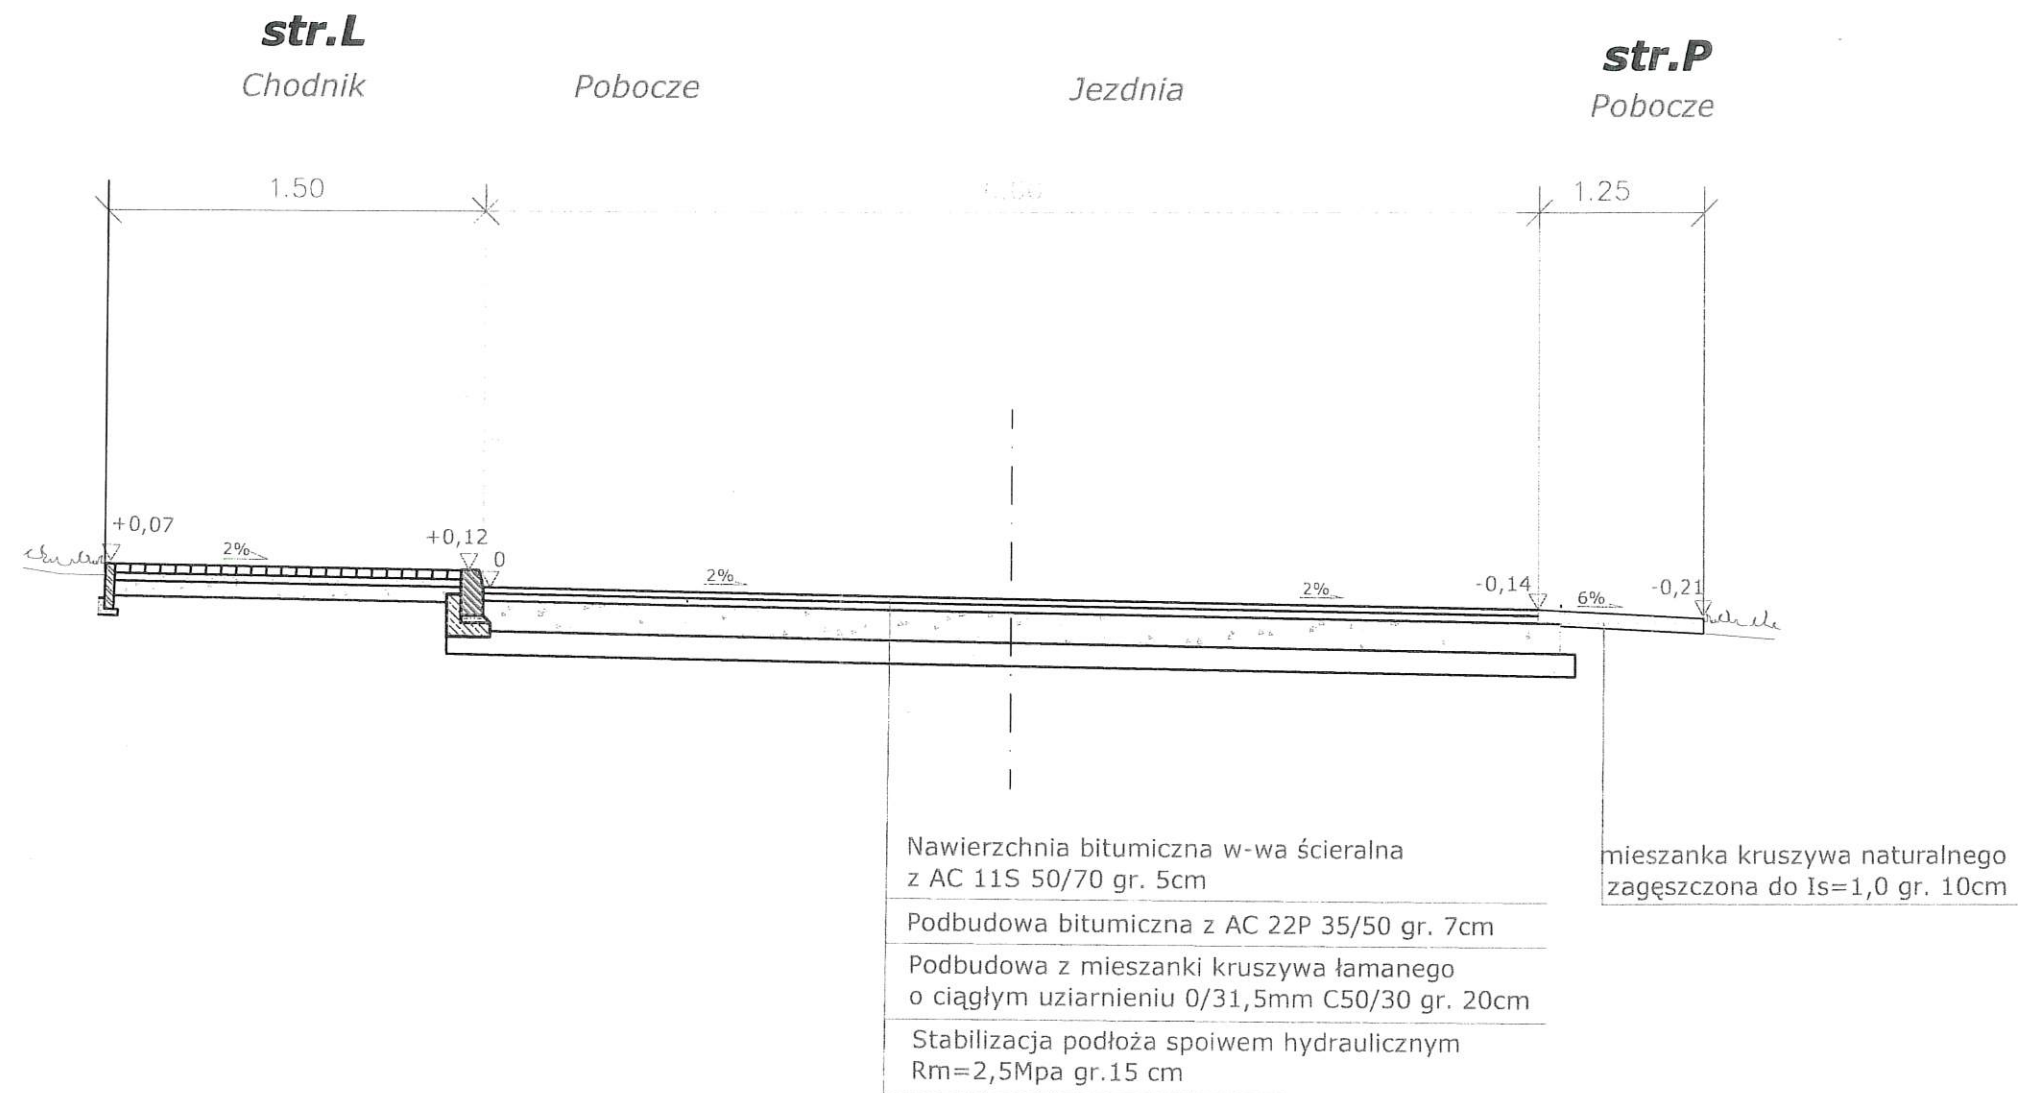 str.L
str.P
Chodnik
Pobocze
Jezdnia
Pobocze
1.50
1.25
+0,07
+0,12
0
2%
2%
2%
-0,14
6%
-0,21
Nawierzchnia bitumiczna w-wa ścieralna
z AC 11S 50/70 gr. 5cm
Podbudowa bitumiczna z AC 22P 35/50 gr. 7cm
Podbudowa z mieszanki kruszywa łamanego
o ciągłym uziarnieniu 0/31,5mm C50/30 gr. 20cm
Stabilizacja podłoża spoiwem hydraulicznym
Rm=2,5Mpa gr.15 cm
mieszanka kruszywa naturalnego
zagęszczona do Is=1,0 gr. 10cm